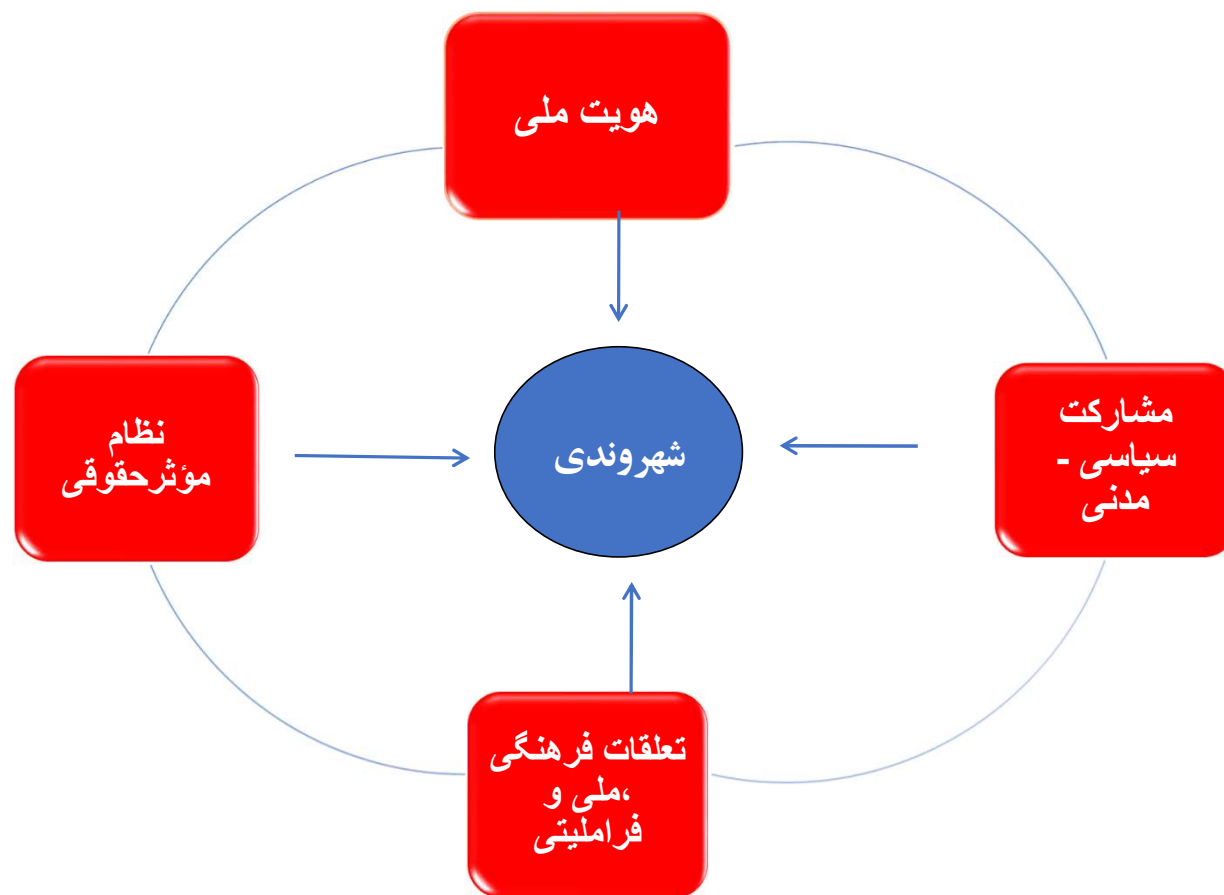 هویت ملی
مشارکت
سیاسی -
مدنی
شهروندی
نظام
مؤثرحقوقی
تعلقات فرهنگی
،ملی و
فراملیتی